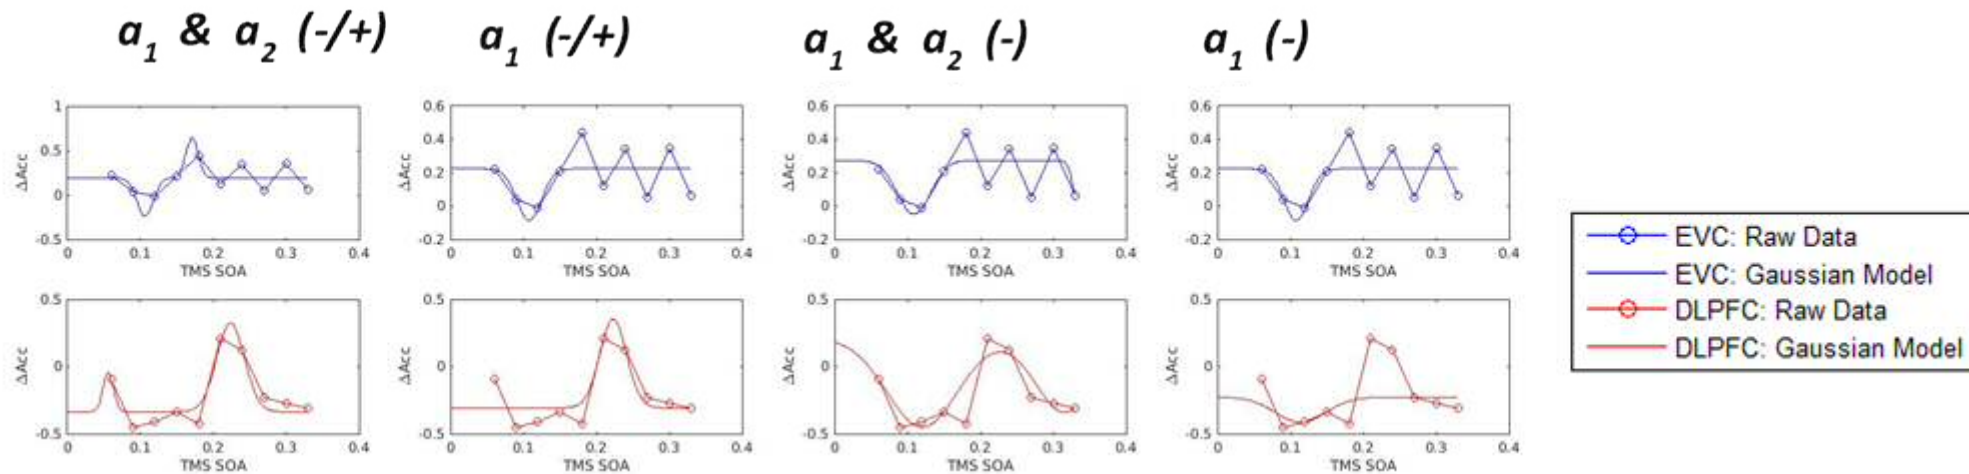 a1 & a2 (-/+)
a1 (-/+)
a1 & a2 (-)
a1 (-)
1
0.5
0
-0.5
ΔAcc
0 0.1 0.2 0.3 0.4
TMS SOA
0.6
0.4
0.2
0
-0.2
ΔAcc
0 0.1 0.2 0.3 0.4
TMS SOA
0.6
0.4
0.2
0
-0.2
ΔAcc
0 0.1 0.2 0.3 0.4
TMS SOA
0.6
0.4
0.2
0
-0.2
ΔAcc
0 0.1 0.2 0.3 0.4
TMS SOA
0.5
0
-0.5
ΔAcc
0 0.1 0.2 0.3 0.4
TMS SOA
0.5
0
-0.5
ΔAcc
0 0.1 0.2 0.3 0.4
TMS SOA
0.5
0
-0.5
ΔAcc
0 0.1 0.2 0.3 0.4
TMS SOA
0.5
0
-0.5
ΔAcc
0 0.1 0.2 0.3 0.4
TMS SOA
EVC: Raw Data
EVC: Gaussian Model
DLPFC: Raw Data
DLPFC: Gaussian Model